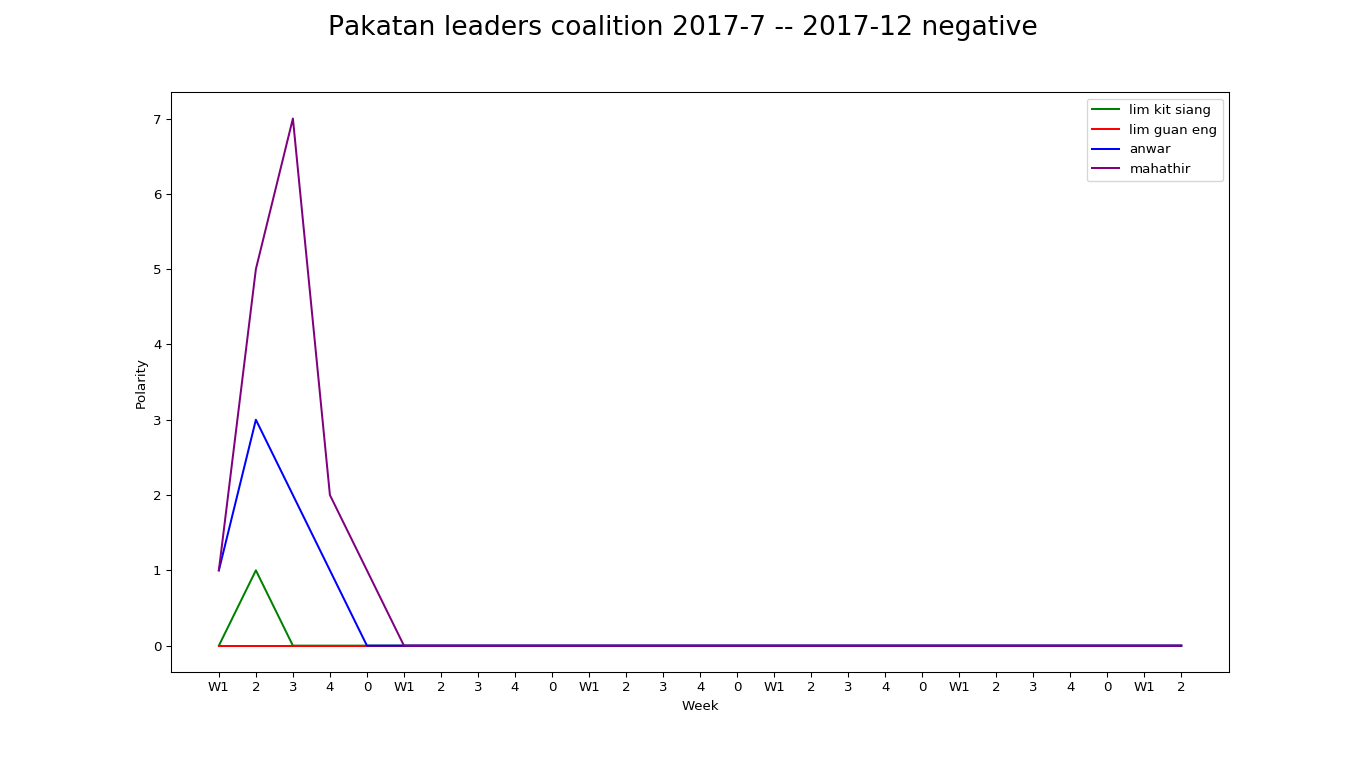 Pakatan leaders coalition 2017-7 -- 2017-12 negative
lim kit siang
lim guan eng
anwar
mahathir
7
6
5
4
3
2
1
0
Polarity
W1 2 3 4 0 W1 2 3 4 0 W1 2 3 4 0 W1 2 3 4 0 W1 2 3 4 0 W1 2
Week